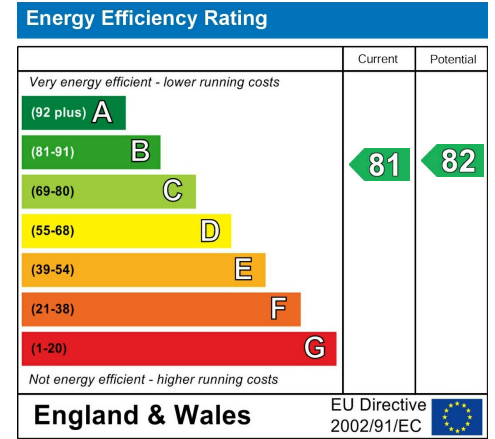 Energy Efficiency Rating
Current Potential
Very energy efficient - lower running costs
(92 plus) A
(81-91) B
81 82
(69-80) C
(55-68) D
(39-54) E
(21-38) F
(1-20) G
Not energy efficient - higher running costs
England & Wales
EU Directive
2002/91/EC